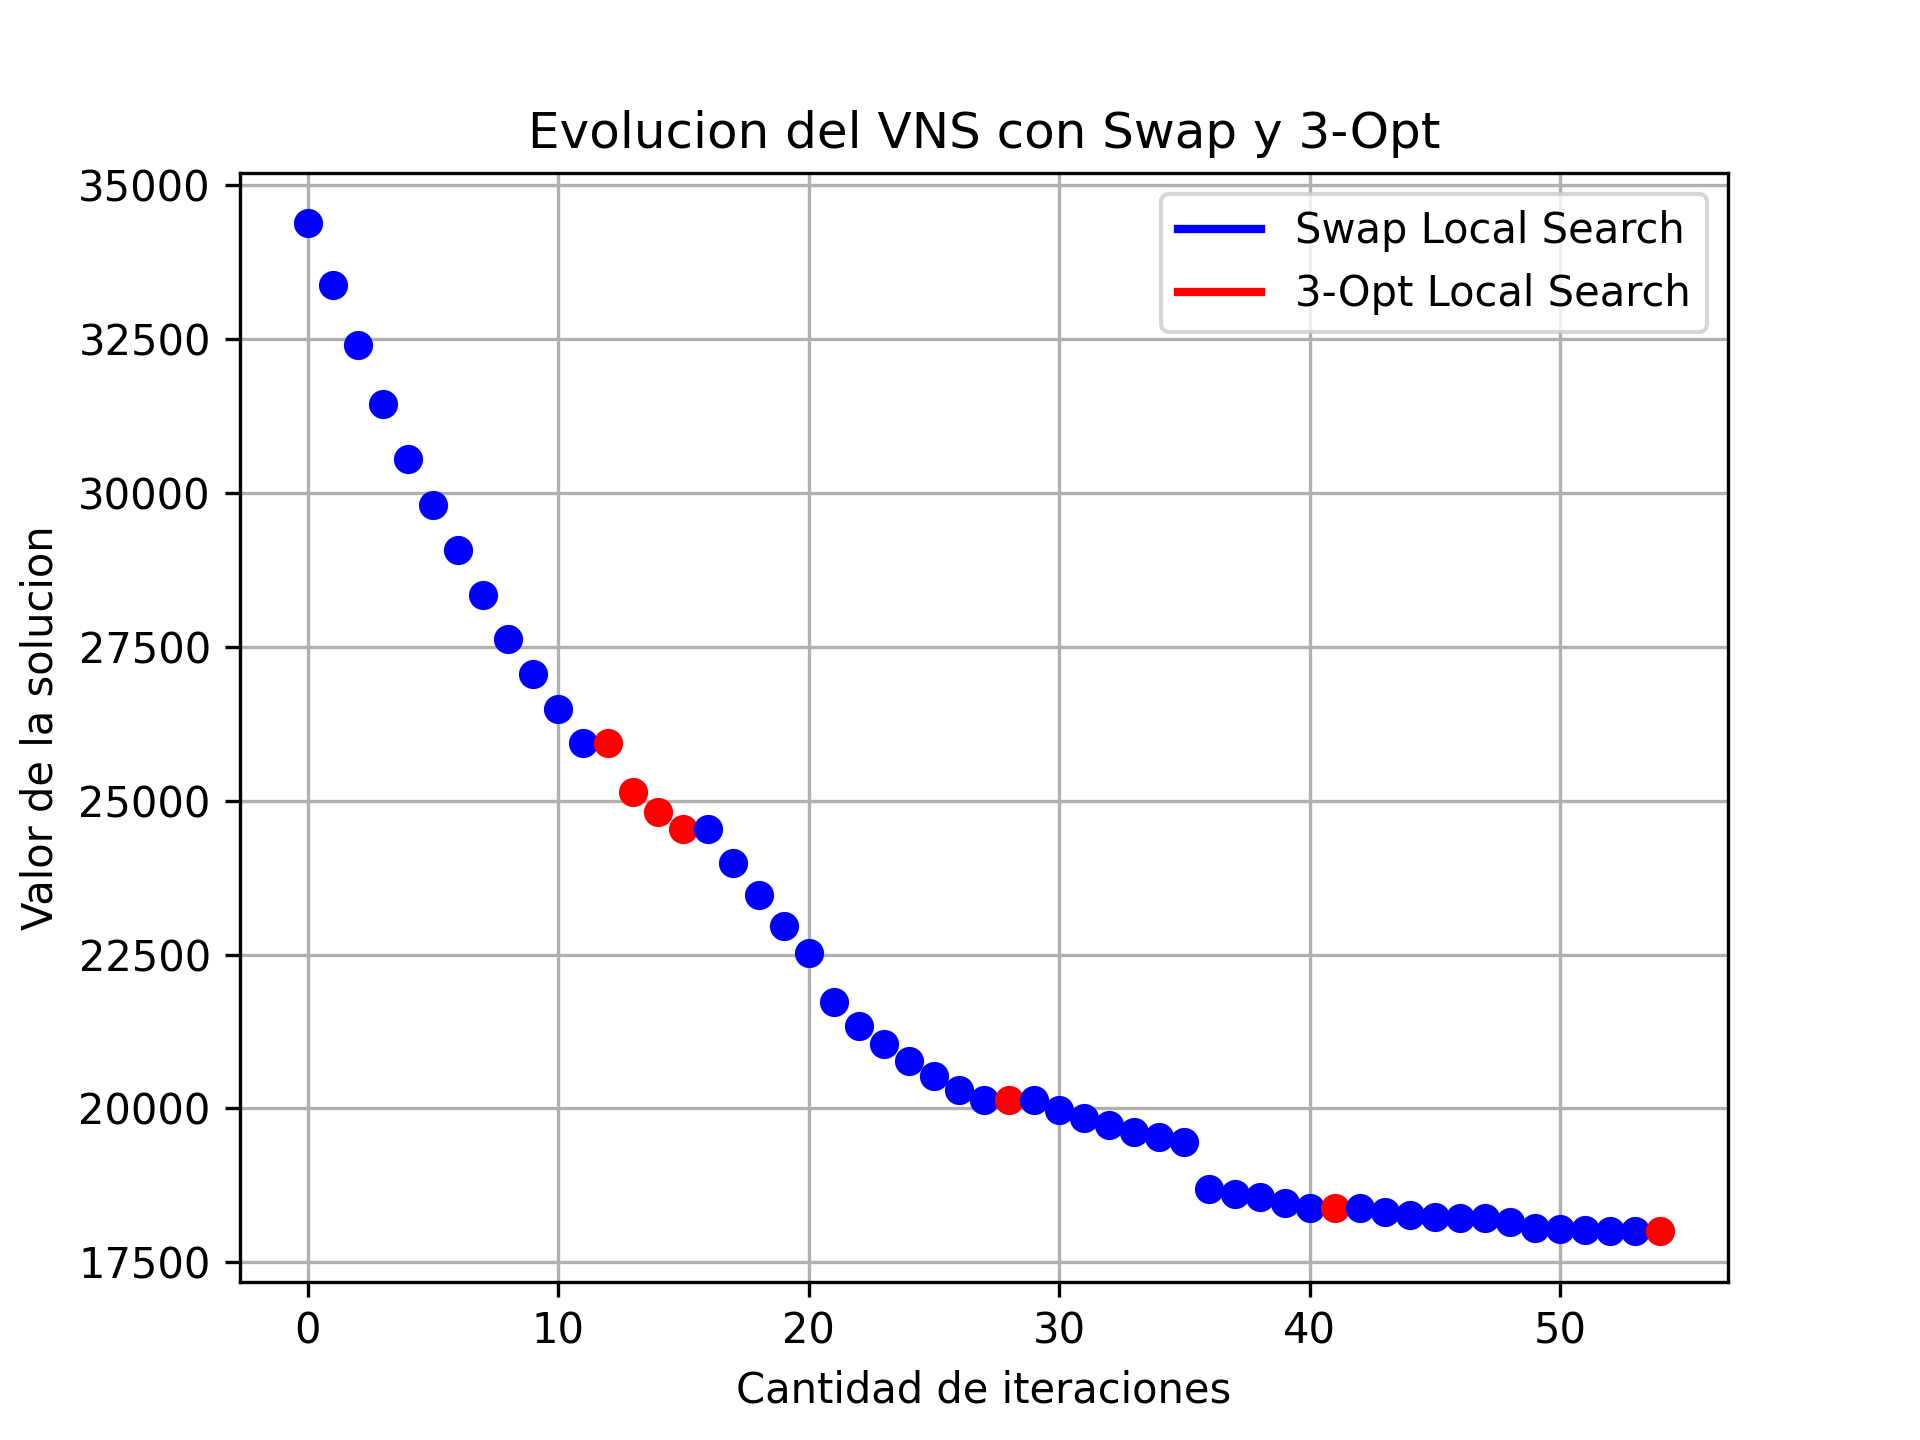 Evolucion del VNS con Swap y 3-Opt
Swap Local Search
3-Opt Local Search
Valor de la solucion
35000
32500
30000
27500
25000
22500
20000
17500
0 10 20 30 40 50
Cantidad de iteraciones